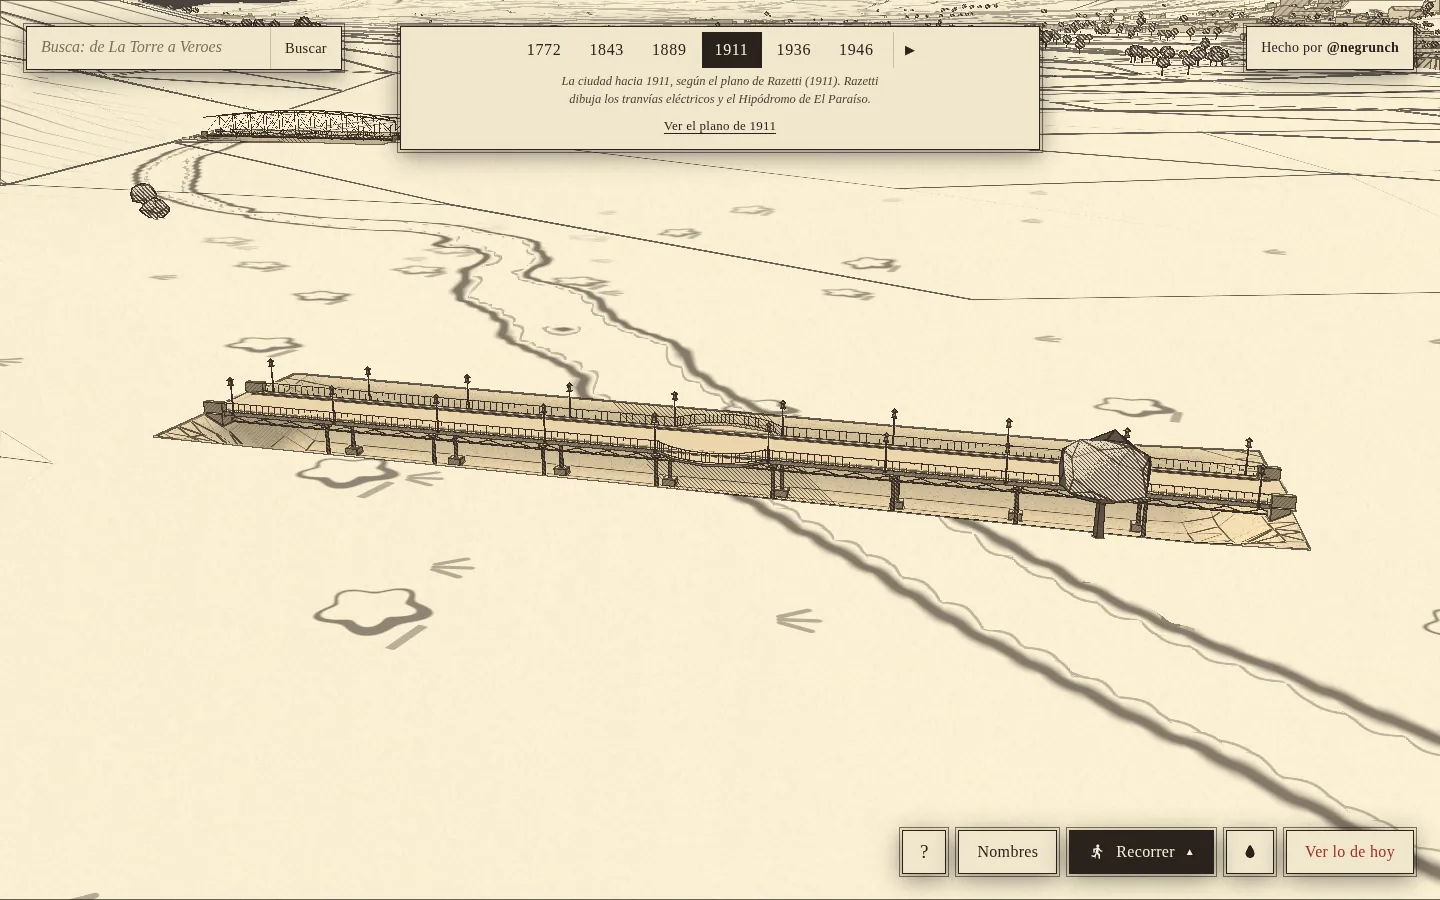 Busca: de La Torre a Veroes
Buscar
1772 1843 1889 1911 1936 1946 ▶
La ciudad hacia 1911, según el plano de Razetti (1911). Razetti
dibuja los tranvías eléctricos y el Hipódromo de El Paraíso.
Ver el plano de 1911
Hecho por @negrunch
?
Nombres
Recorrer ▲
Ver lo de hoy